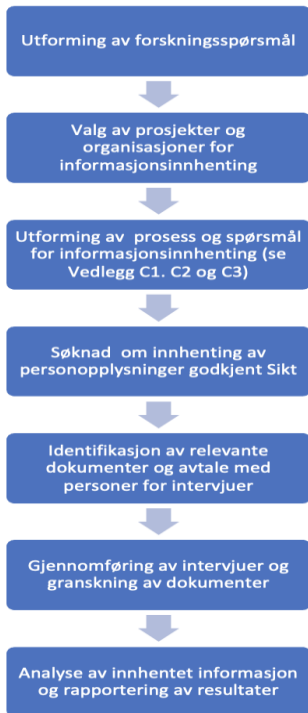 Utforming av forskningsspørsmål
Valg av prosjekter og
organisasjoner for
informasjonsinnhenting
Utforming av prosess og spørsmål
for informasjonsinnhenting (se
Vedlegg C1. C2 og C3)
Søknad om innhenting av
personopplysninger godkjent Sikt
Identifikasjon av relevante
dokumenter og avtale med
personer for intervjuer
Gjennomføring av intervjuer og
granskning av dokumenter
Analyse av innhentet informasjon
og rapportering av resultater